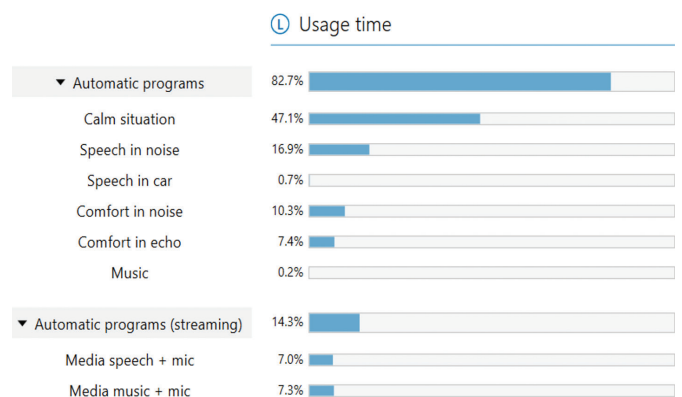 L Usage time
▼ Automatic programs 82.7%
Calm situation 47.1%
Speech in noise 16.9%
Speech in car 0.7%
Comfort in noise 10.3%
Comfort in echo 7.4%
Music 0.2%
▼ Automatic programs (streaming) 14.3%
Media speech + mic 7.0%
Media music + mic 7.3%